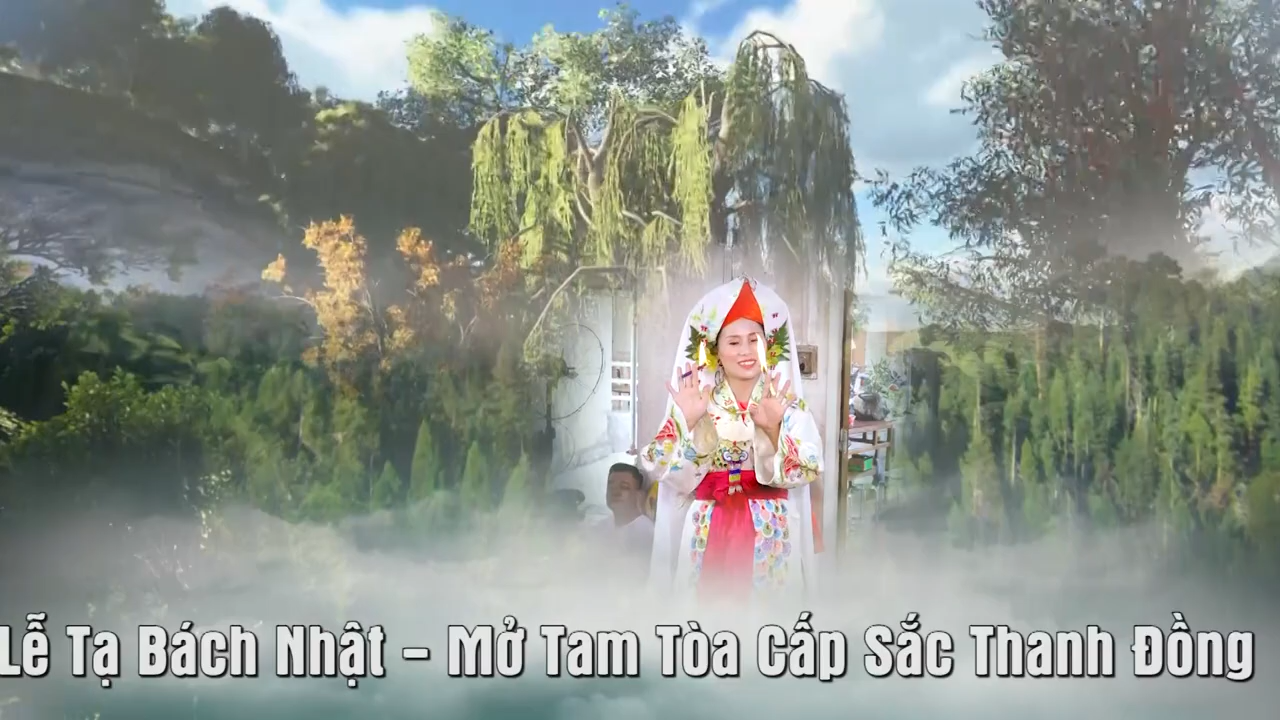 Lễ Tạ Bách Nhật - Mở Tam Tòa Cấp Sắc Thanh Đồng